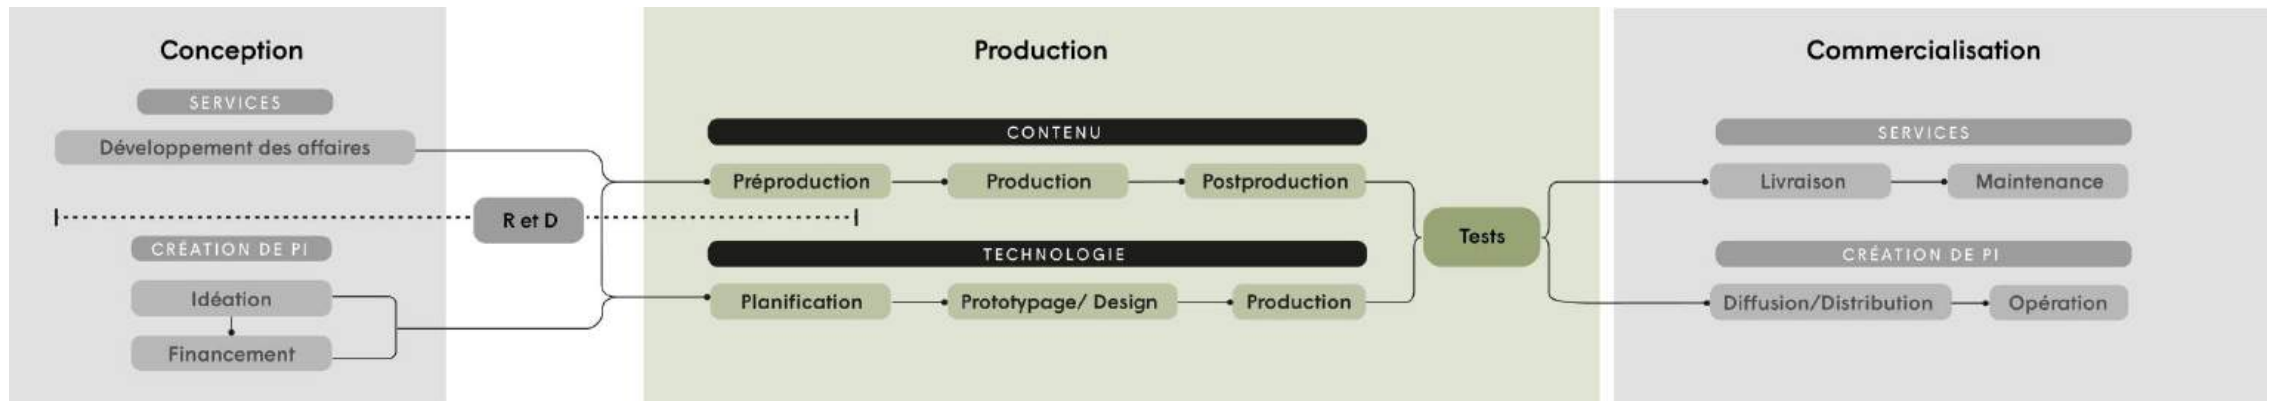 Conception
SERVICES
Développement des affaires
R et D
CRÉATION DE PI
Idéation
Financement
Production
CONTENU
Préproduction
Production
Postproduction
TECHNOLOGIE
Planification
Prototypage/ Design
Production
Tests
Commercialisation
SERVICES
Livraison
Maintenance
CRÉATION DE PI
Diffusion/Distribution
Opération